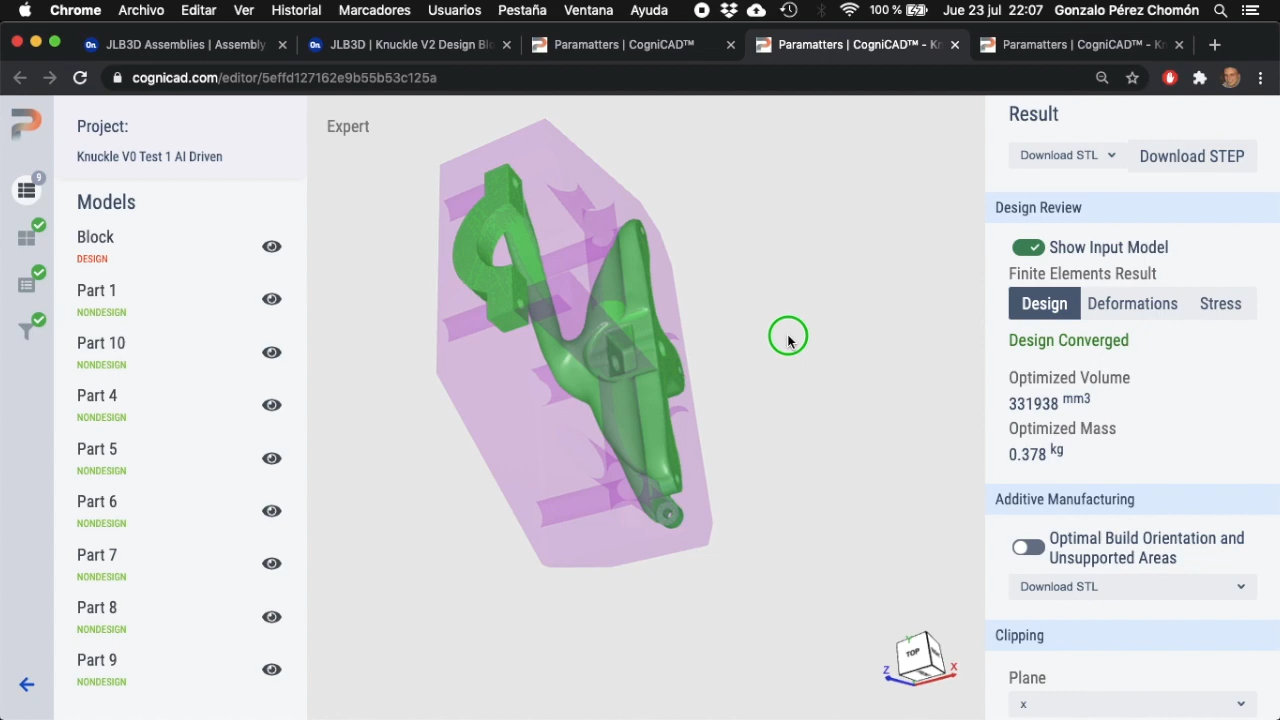 Chrome Archivo Editar Ver Historial Marcadores Usuarios Pestaña Ventana Ayuda 100 % Jue 23 jul 22:07 Gonzalo Pérez Chomón
JLB3D Assemblies | Assembly
JLB3D | Knuckle V2 Design Blo
Paramatters | CogniCAD™
Paramatters | CogniCAD™ - Kn
Paramatters | CogniCAD™ - Kn
cognicad.com/editor/5effd127162e9b55b53c125a
9
Project:
Knuckle V0 Test 1 AI Driven
Models
Block
DESIGN
Part 1
NONDESIGN
Part 10
NONDESIGN
Part 4
NONDESIGN
Part 5
NONDESIGN
Part 6
NONDESIGN
Part 7
NONDESIGN
Part 8
NONDESIGN
Part 9
NONDESIGN
Expert
TOP
Y
Z
X
Result
Download STL
Download STEP
Design Review
Show Input Model
Finite Elements Result
Design Deformations Stress
Design Converged
Optimized Volume
331938 mm3
Optimized Mass
0.378 kg
Additive Manufacturing
Optimal Build Orientation and
Unsupported Areas
Download STL
Clipping
Plane
x